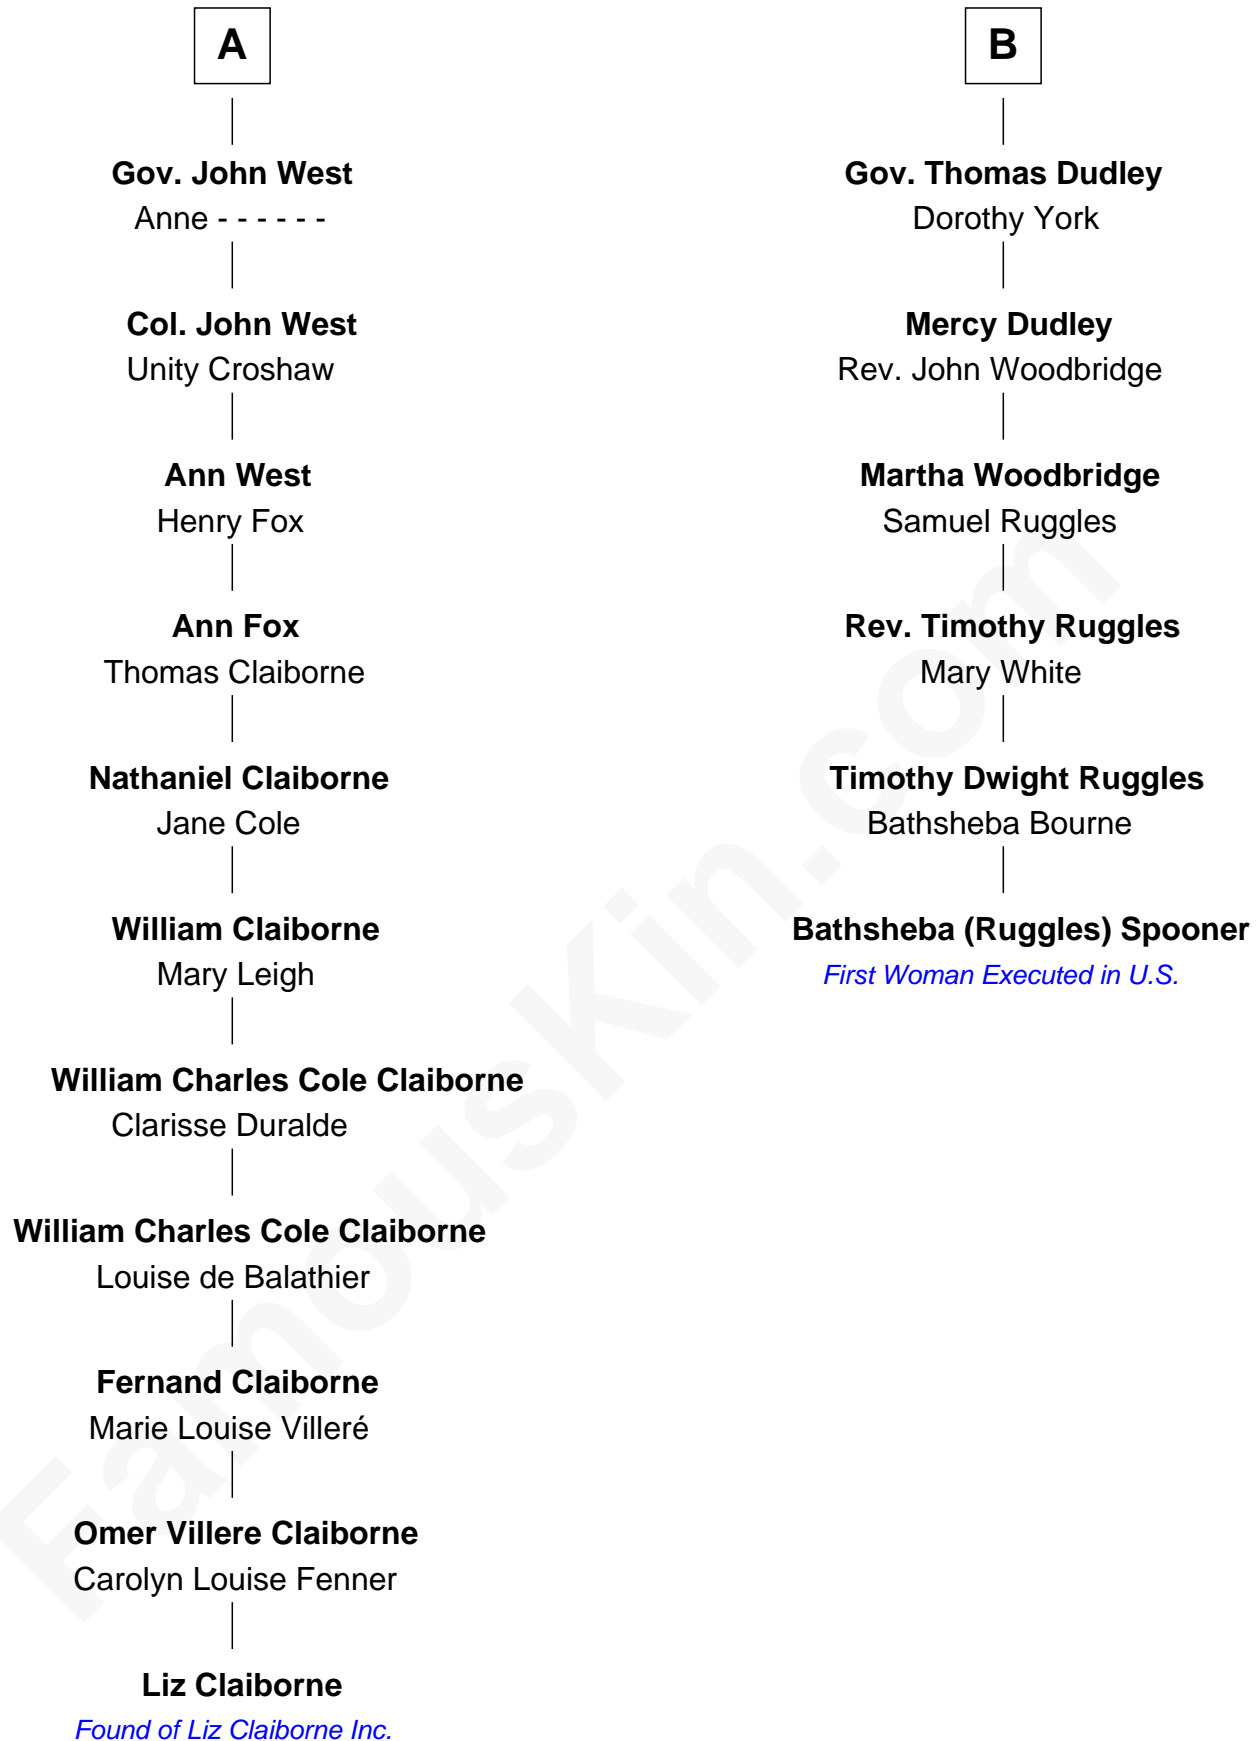 A
Gov. John West
Anne - - - - - -
Col. John West
Unity Croshaw
Ann West
Henry Fox
Ann Fox
Thomas Claiborne
Nathaniel Claiborne
Jane Cole
William Claiborne
Mary Leigh
William Charles Cole Claiborne
Clarisse Duralde
William Charles Cole Claiborne
Louise de Balathier
Fernand Claiborne
Marie Louise Villeré
Omer Villere Claiborne
Carolyn Louise Fenner
Liz Claiborne
Found of Liz Claiborne Inc.
B
Gov. Thomas Dudley
Dorothy York
Mercy Dudley
Rev. John Woodbridge
Martha Woodbridge
Samuel Ruggles
Rev. Timothy Ruggles
Mary White
Timothy Dwight Ruggles
Bathsheba Bourne
Bathsheba (Ruggles) Spooner
First Woman Executed in U.S.
FamousKin.com